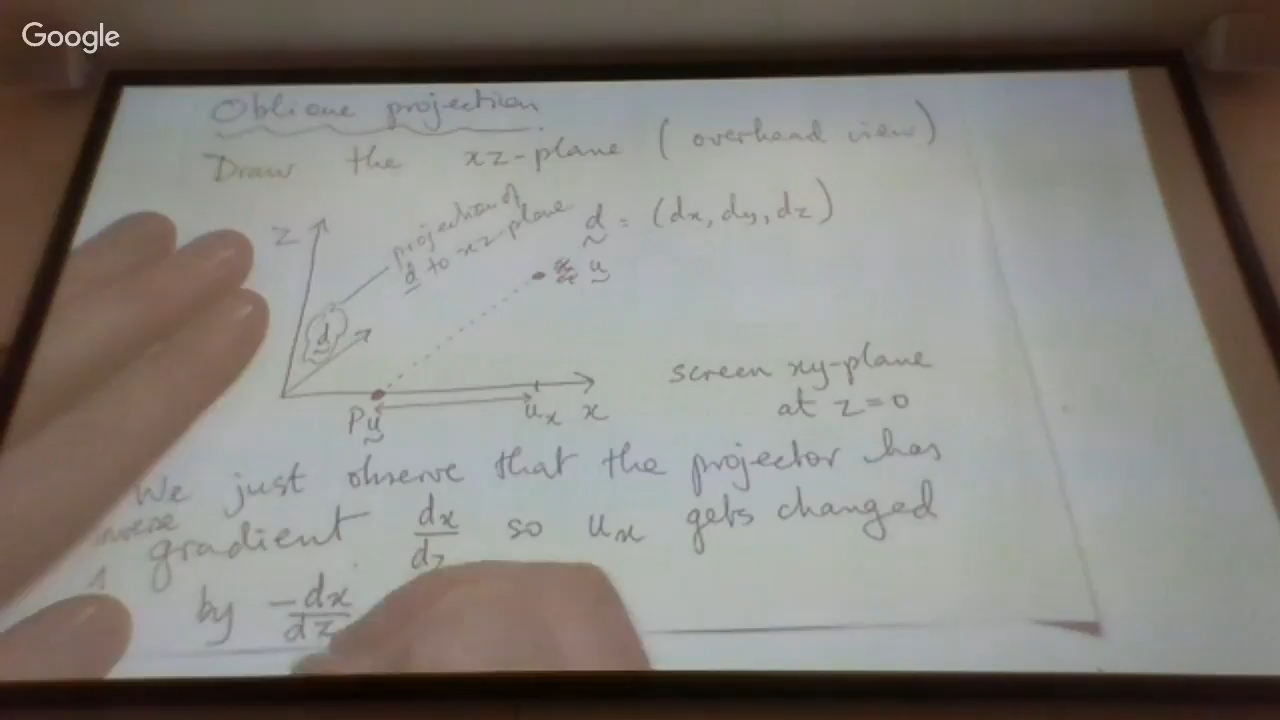 Google
Oblique projection
Draw the xz-plane (overhead view)
z
projection of
d to xz-plane
d = (dx, dy, dz)
u
d
Pu
ux x
screen xy-plane
at z=0
We just observe that the projector has
inverse
gradient dx/dz so ux gets changed
by -dx/dz